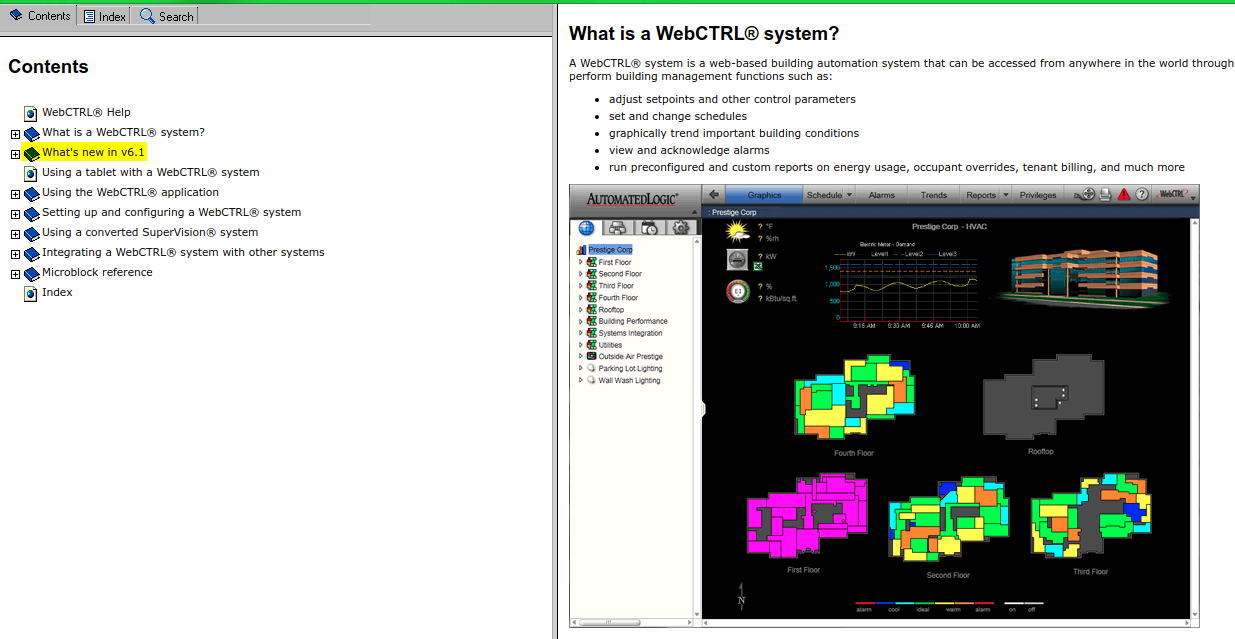 Contents
Index
Search
Contents
WebCTRL® Help
What is a WebCTRL® system?
What's new in v6.1
Using a tablet with a WebCTRL® system
Using the WebCTRL® application
Setting up and configuring a WebCTRL® system
Using a converted SuperVision® system
Integrating a WebCTRL® system with other systems
Microblock reference
Index
What is a WebCTRL® system?
A WebCTRL® system is a web-based building automation system that can be accessed from anywhere in the world through
perform building management functions such as:
• adjust setpoints and other control parameters
• set and change schedules
• graphically trend important building conditions
• view and acknowledge alarms
• run preconfigured and custom reports on energy usage, occupant overrides, tenant billing, and much more
AUTOMATEDLOGIC®
Graphics
Schedule
Alarms
Trends
Reports
Privileges
WebCTRL®
: Prestige Corp
Prestige Corp
First Floor
Second Floor
Third Floor
Fourth Floor
Rooftop
Building Performance
Systems Integration
Utilities
Outside Air Prestige
Parking Lot Lighting
Wall Wash Lighting
? °F
? %rh
? kW
? %
? kBtu/sq.ft.
Prestige Corp - HVAC
Electric Meter - Demand
kW Level1 Level2 Level3
1,500
1,000
500
0
9:15 AM 9:30 AM 9:45 AM 10:00 AM
Fourth Floor
Rooftop
First Floor
Second Floor
Third Floor
N
alarm cool ideal warm alarm on off